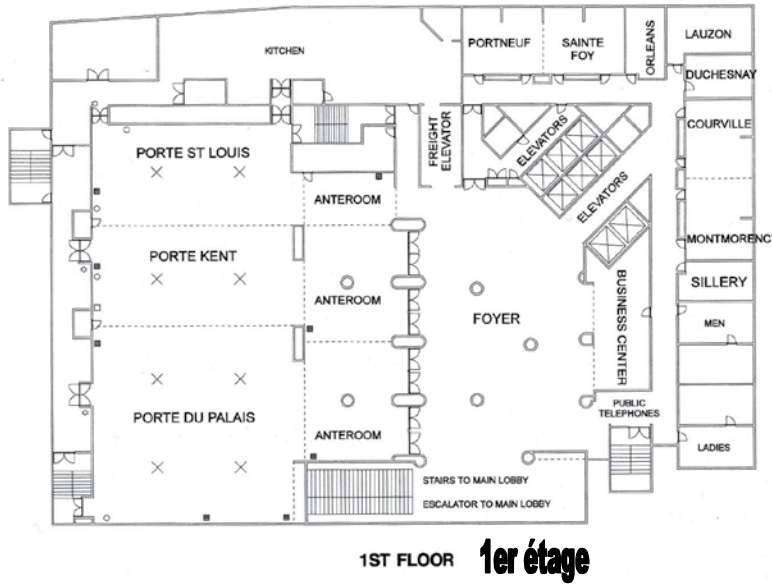 KITCHEN
PORTNEUF
SAINTE
FOY
ORLEANS
LAUZON
DUCHESNAY
COURVILLE
MONTMORENC
SILLERY
MEN
LADIES
FREIGHT
ELEVATOR
ELEVATORS
ELEVATORS
PORTE ST LOUIS
ANTEROOM
PORTE KENT
ANTEROOM
FOYER
BUSINESS CENTER
PORTE DU PALAIS
ANTEROOM
PUBLIC
TELEPHONES
STAIRS TO MAIN LOBBY
ESCALATOR TO MAIN LOBBY
1ST FLOOR 1er étage